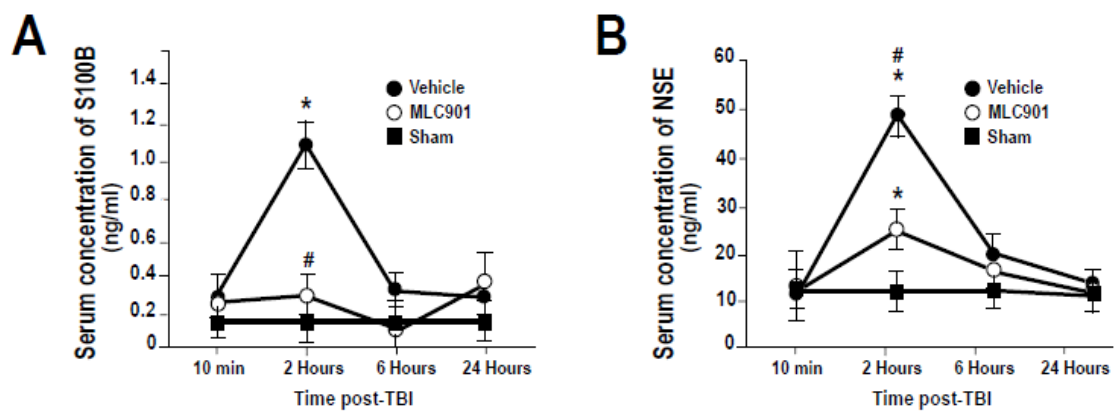 A
Serum concentration of S100B
(ng/ml)
1.4
1.2
1.0
0.6
0.4
0.2
0
*
#
Vehicle
MLC901
Sham
10 min
2 Hours
6 Hours
24 Hours
Time post-TBI
B
Serum concentration of NSE
(ng/ml)
60
50
40
30
20
10
0
#
*
*
Vehicle
MLC901
Sham
10 min
2 Hours
6 Hours
24 Hours
Time post-TBI